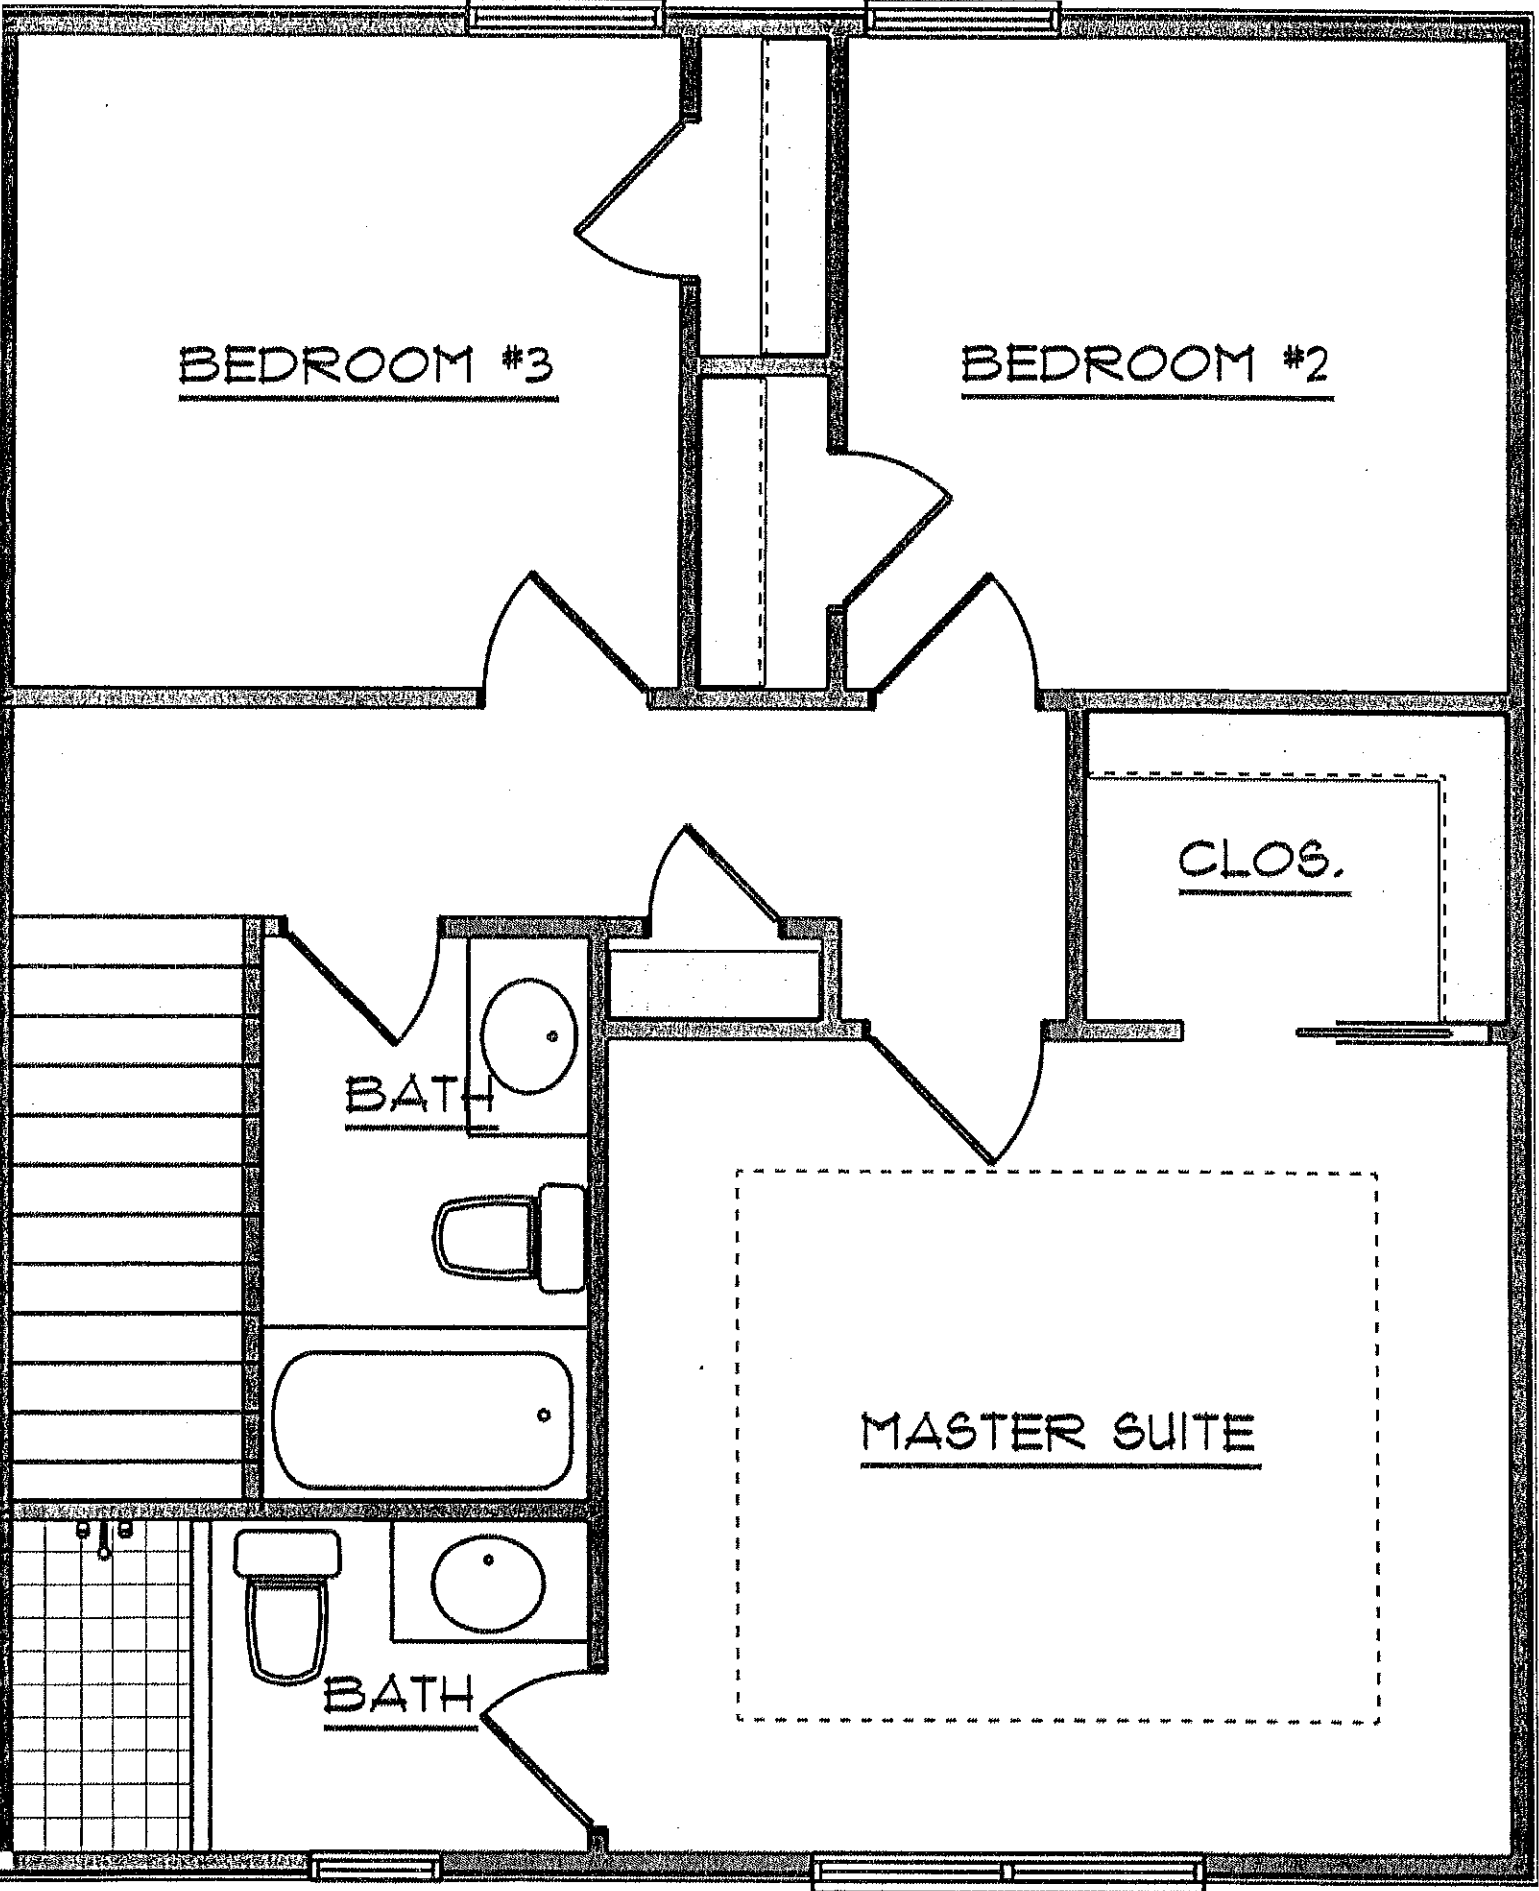 BEDROOM #3
BEDROOM #2
CLOS.
BATH
MASTER SUITE
BATH